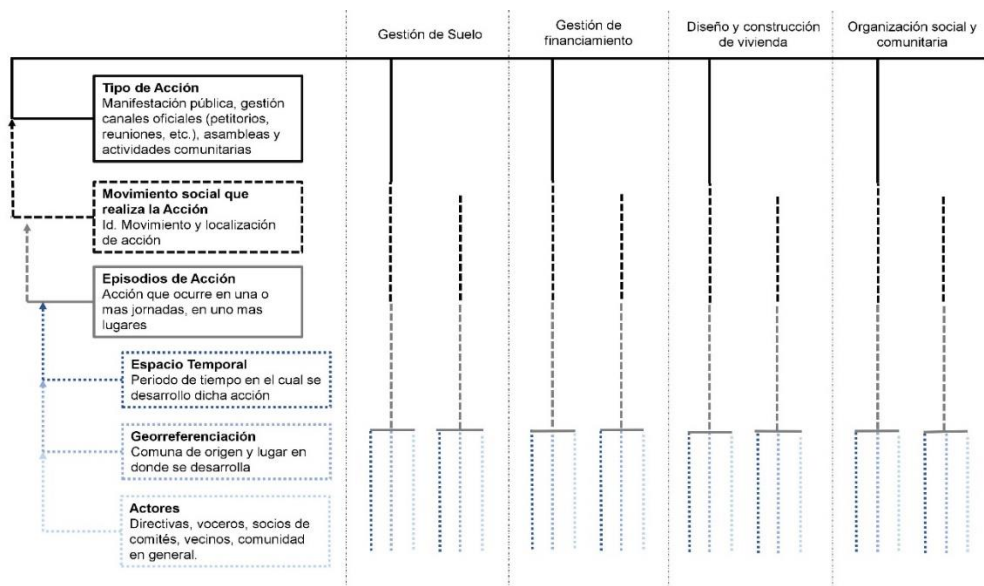 Gestión de Suelo
Gestión de
financiamiento
Diseño y construcción
de vivienda
Organización social y
comunitaria
Tipo de Acción
Manifestación pública, gestión
canales oficiales (petitorios,
reuniones, etc.), asambleas y
actividades comunitarias
Movimiento social que
realiza la Acción
Id. Movimiento y localización
de acción
Episodios de Acción
Acción que ocurre en una o
mas jornadas, en uno mas
lugares
Espacio Temporal
Periodo de tiempo en el cual se
desarrollo dicha acción
Georreferenciación
Comuna de origen y lugar en
donde se desarrolla
Actores
Directivas, voceros, socios de
comités, vecinos, comunidad
en general.